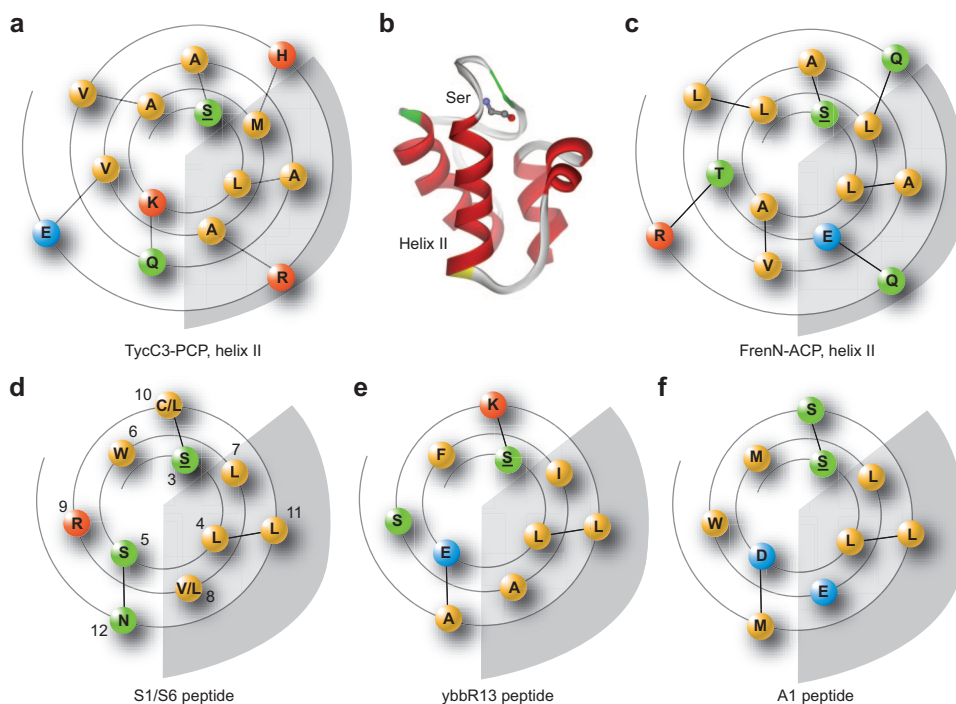 a
A
H
V
A
S
M
V
L
A
K
A
E
Q
R
TycC3-PCP, helix II
b
Ser
Helix II
c
A
Q
L
L
S
L
T
L
A
A
R
E
V
Q
FrenN-ACP, helix II
d
10
C/L
6
W
7
S
L
3
9
R
5
4
11
S
L
L
V/L
8
12
N
S1/S6 peptide
e
K
F
S
I
S
E
L
L
A
A
ybbR13 peptide
f
S
M
S
L
W
D
L
L
E
M
A1 peptide